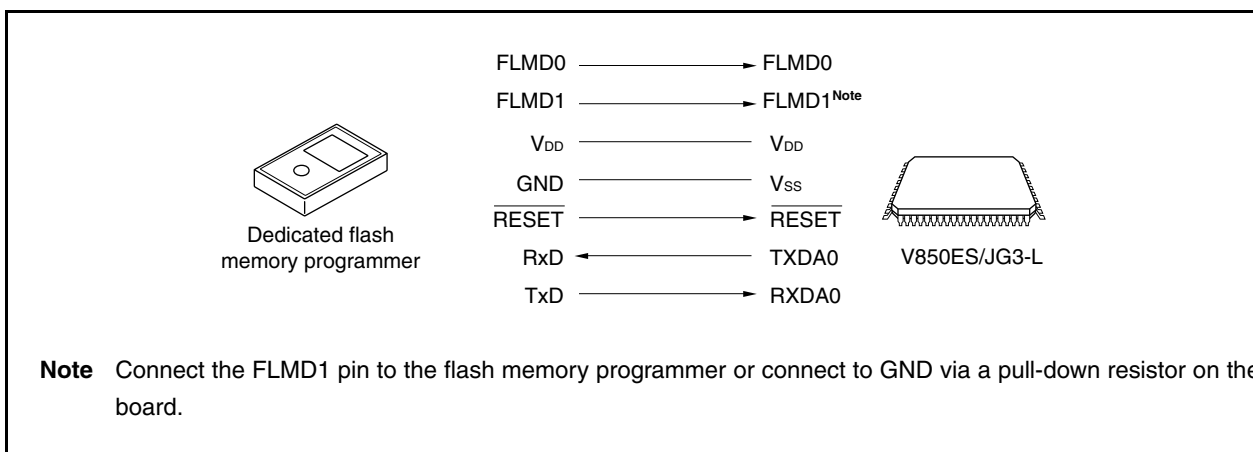 FLMD0 FLMD0
FLMD1 FLMD1Note
VDD VDD
GND VSS
RESET RESET
Dedicated flash
memory programmer
RxD TXDA0
V850ES/JG3-L
TxD RXDA0
Note Connect the FLMD1 pin to the flash memory programmer or connect to GND via a pull-down resistor on the
board.